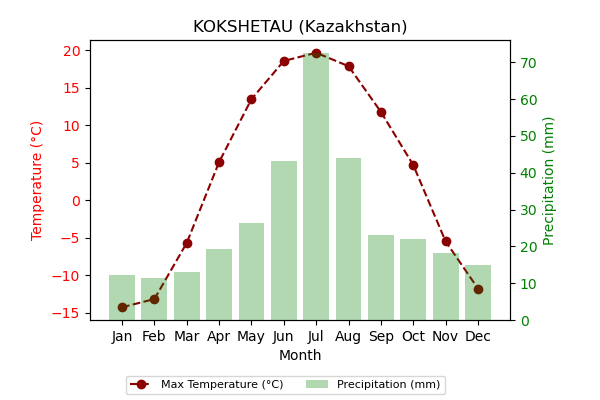 KOKSHETAU (Kazakhstan)
Temperature (°C)
20
15
10
5
0
−5
−10
−15
70
60
50
40
30
20
10
0
Precipitation (mm)
Jan Feb Mar Apr May Jun Jul Aug Sep Oct Nov Dec
Month
Max Temperature (°C) Precipitation (mm)